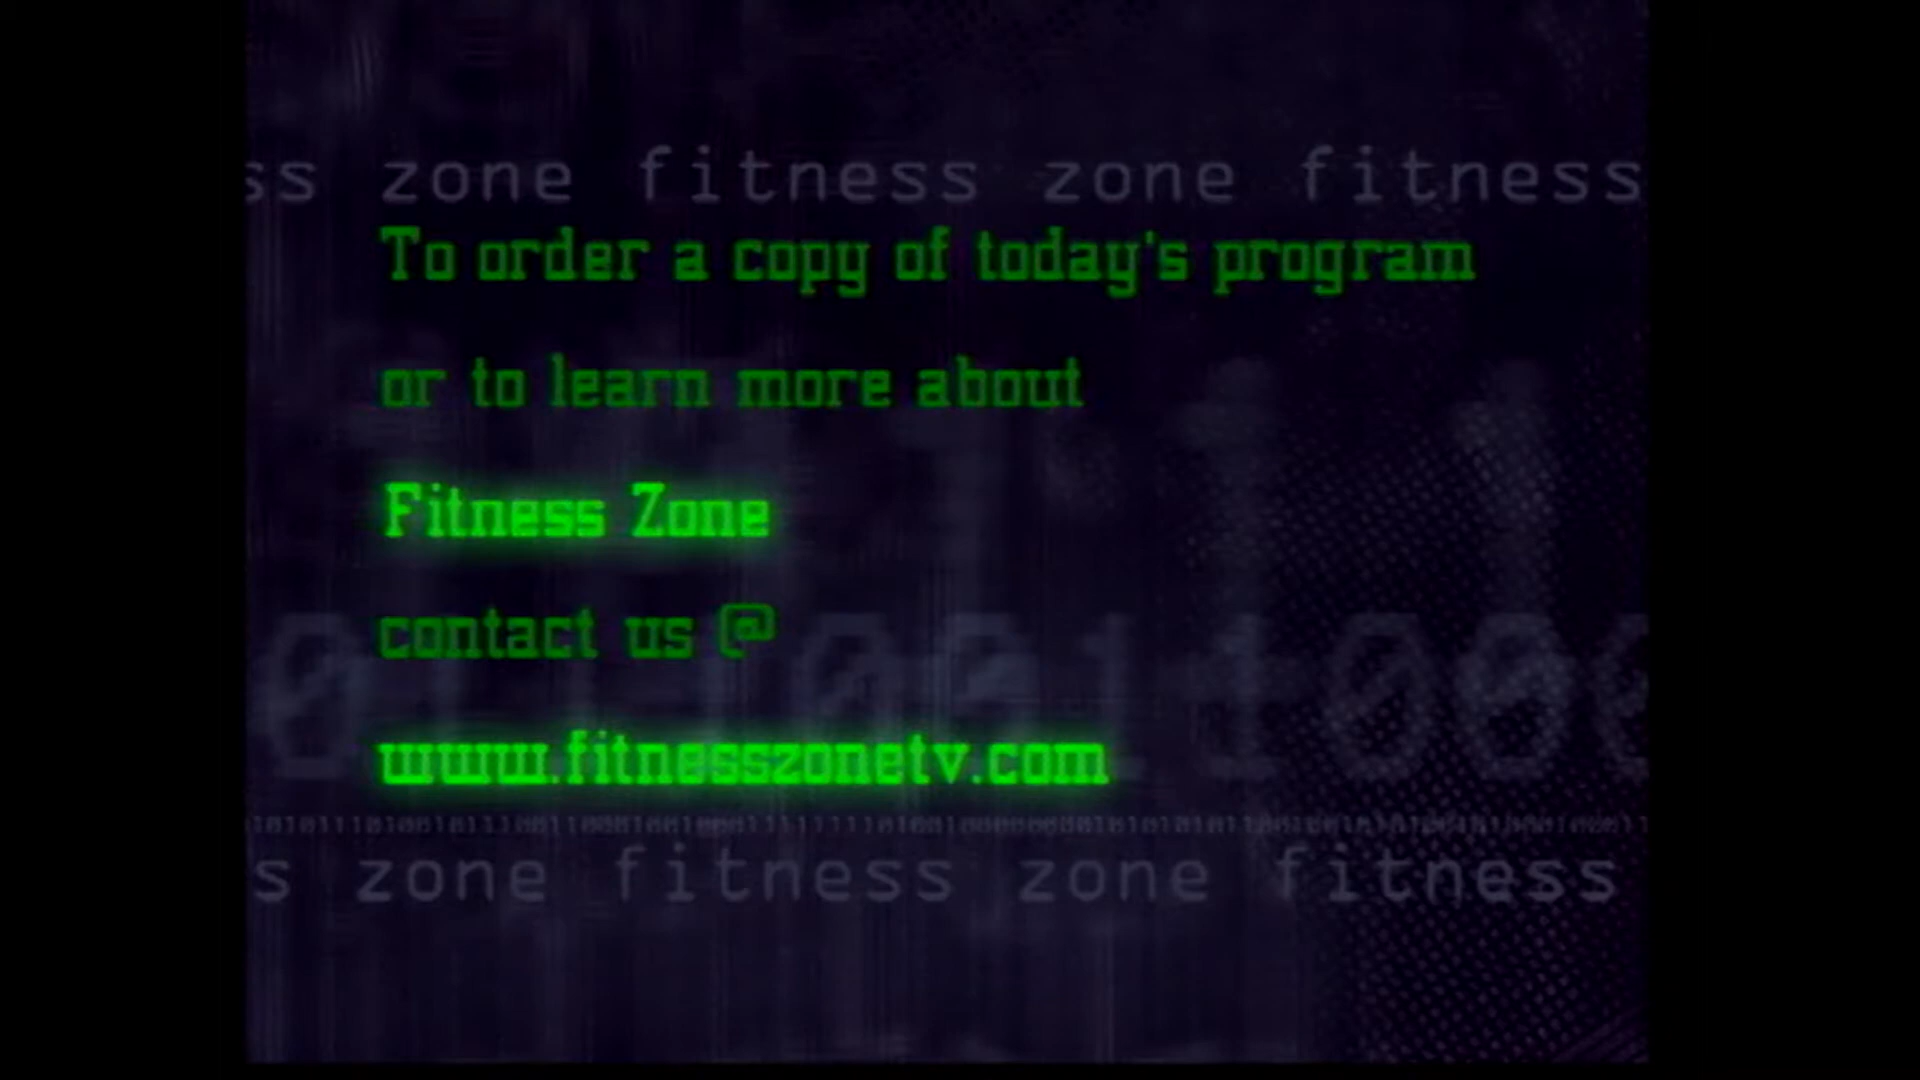 ss zone fitness zone fitness
To order a copy of today's program
or to learn more about
Fitness Zone
contact us @
www.fitnesszonetv.com
s zone fitness zone fitness